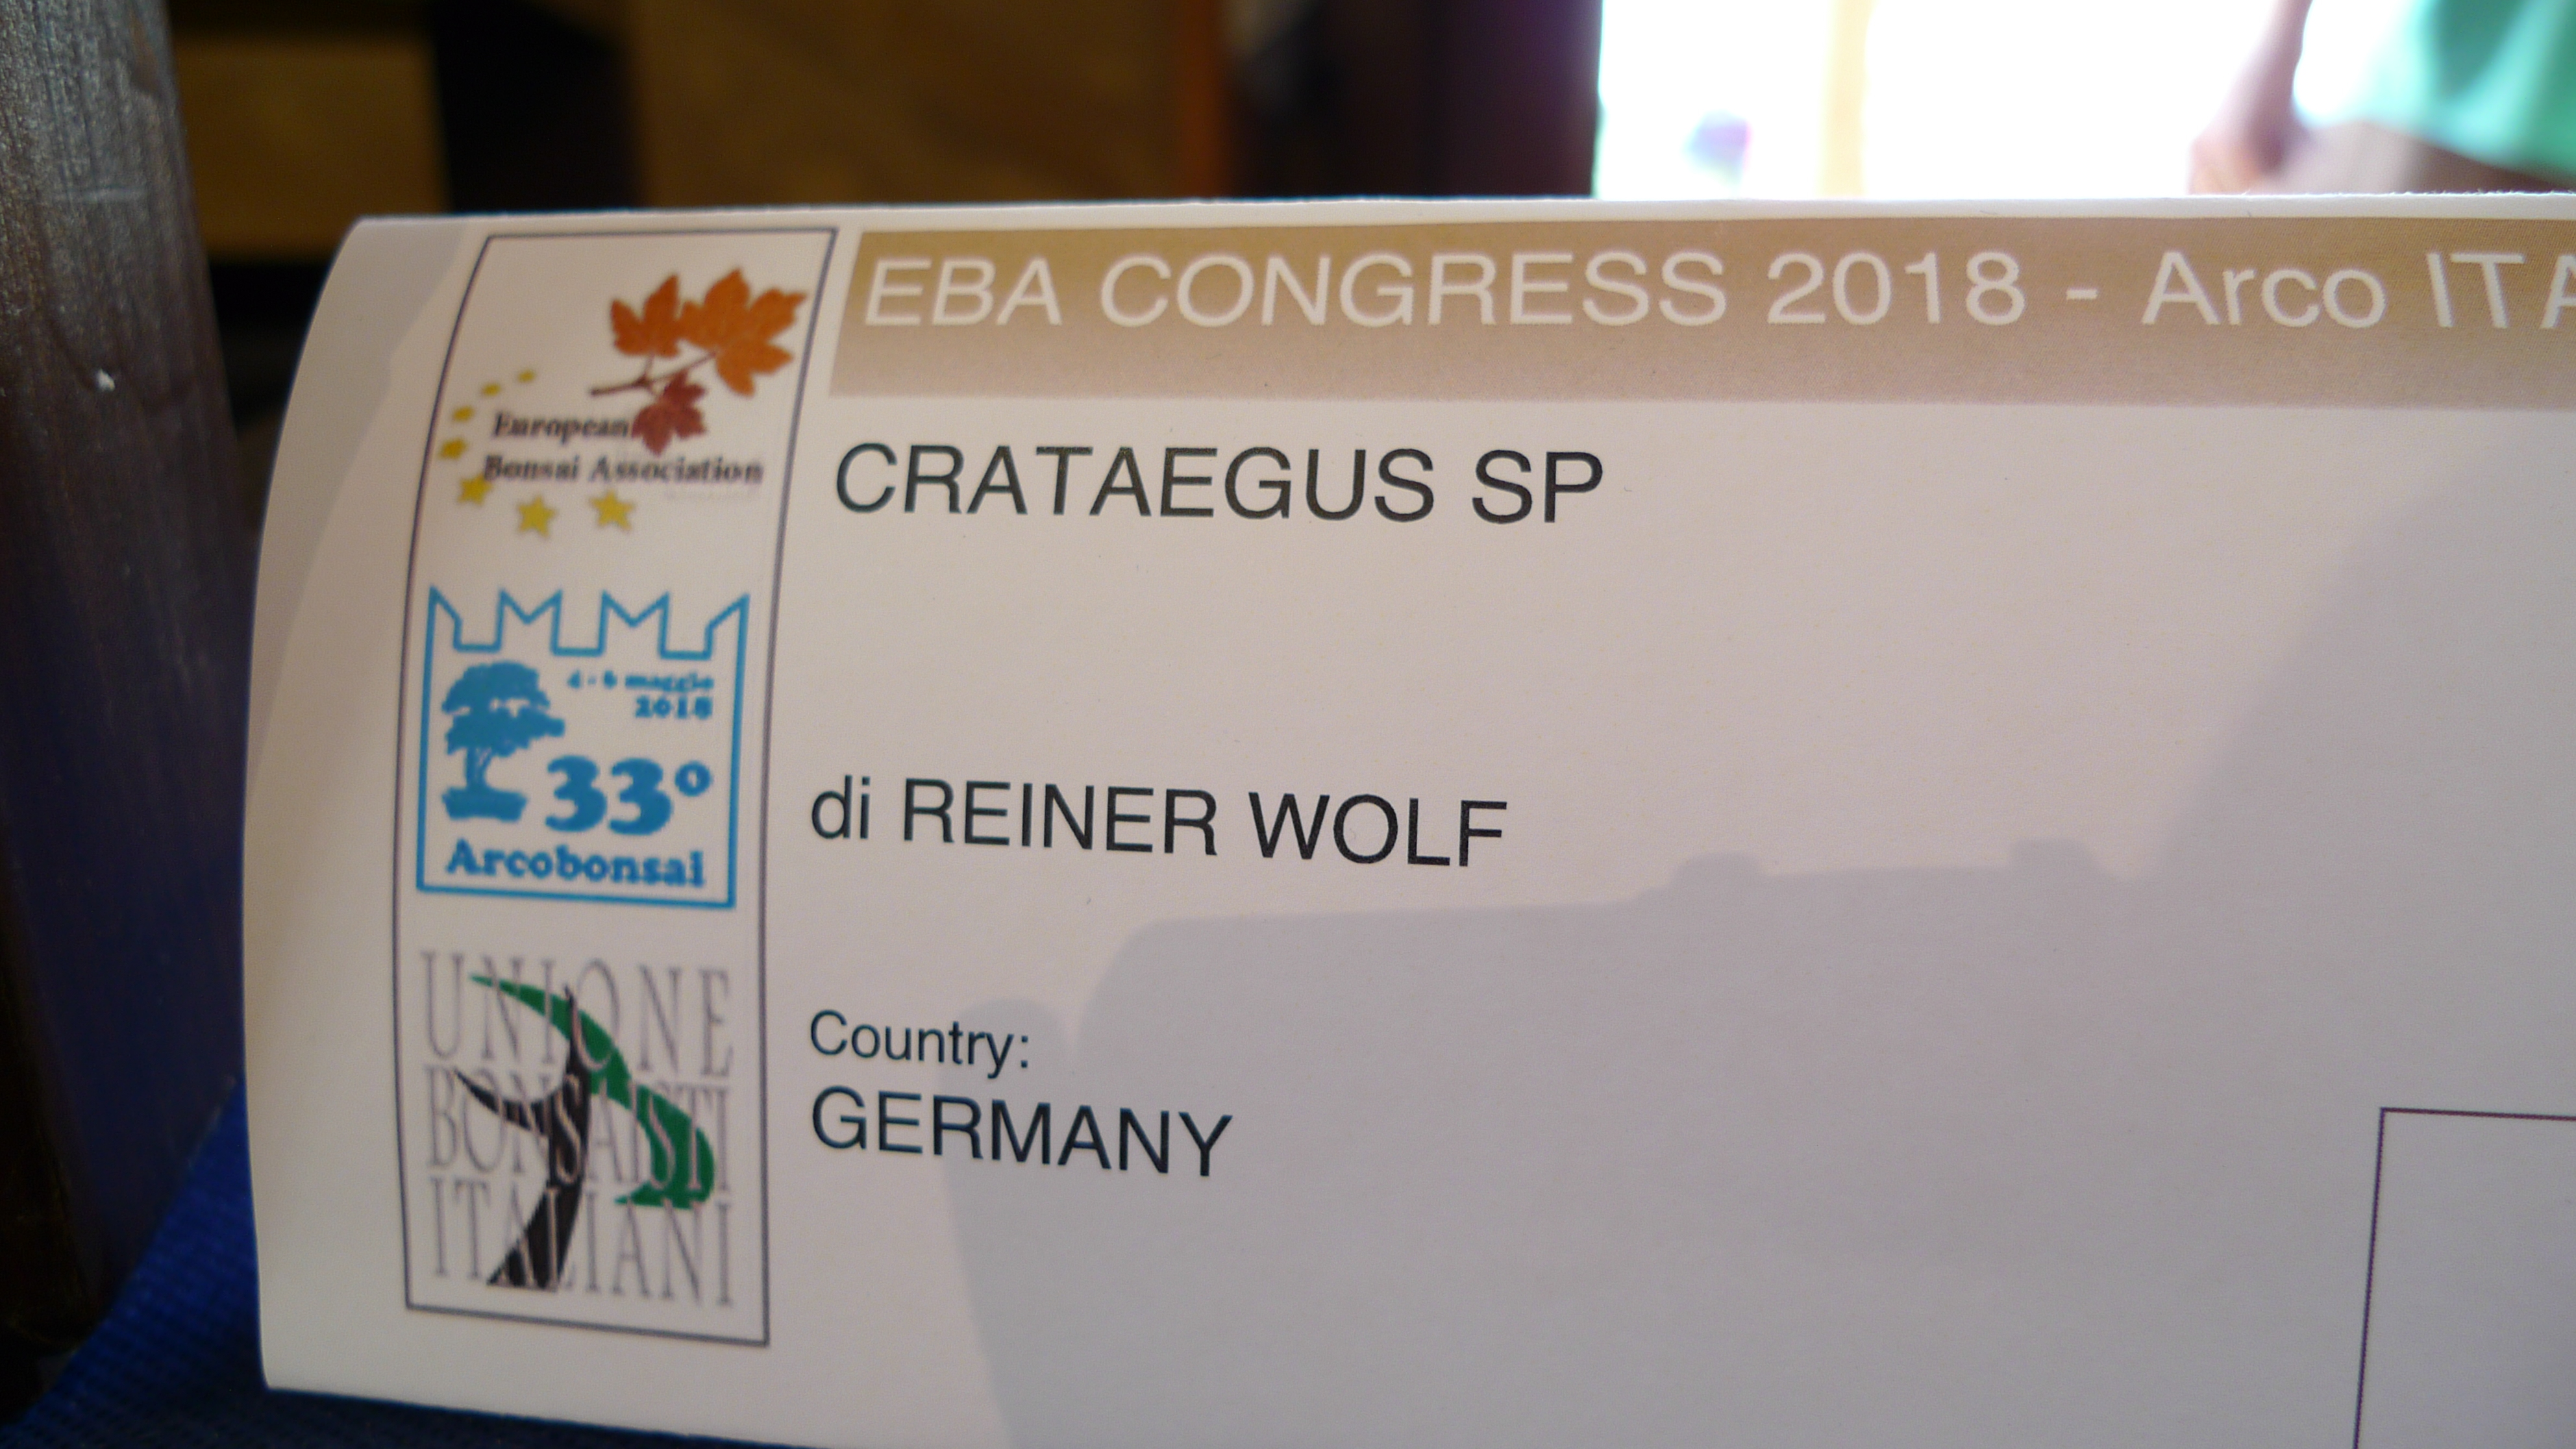 EBA CONGRESS 2018 - Arco ITA
European
Bonsai Association
CRATAEGUS SP
4 - 6 maggio
2018
33°
Arcobonsai
di REINER WOLF
UNIONE
BONSAISTI
ITALIANI
Country:
GERMANY